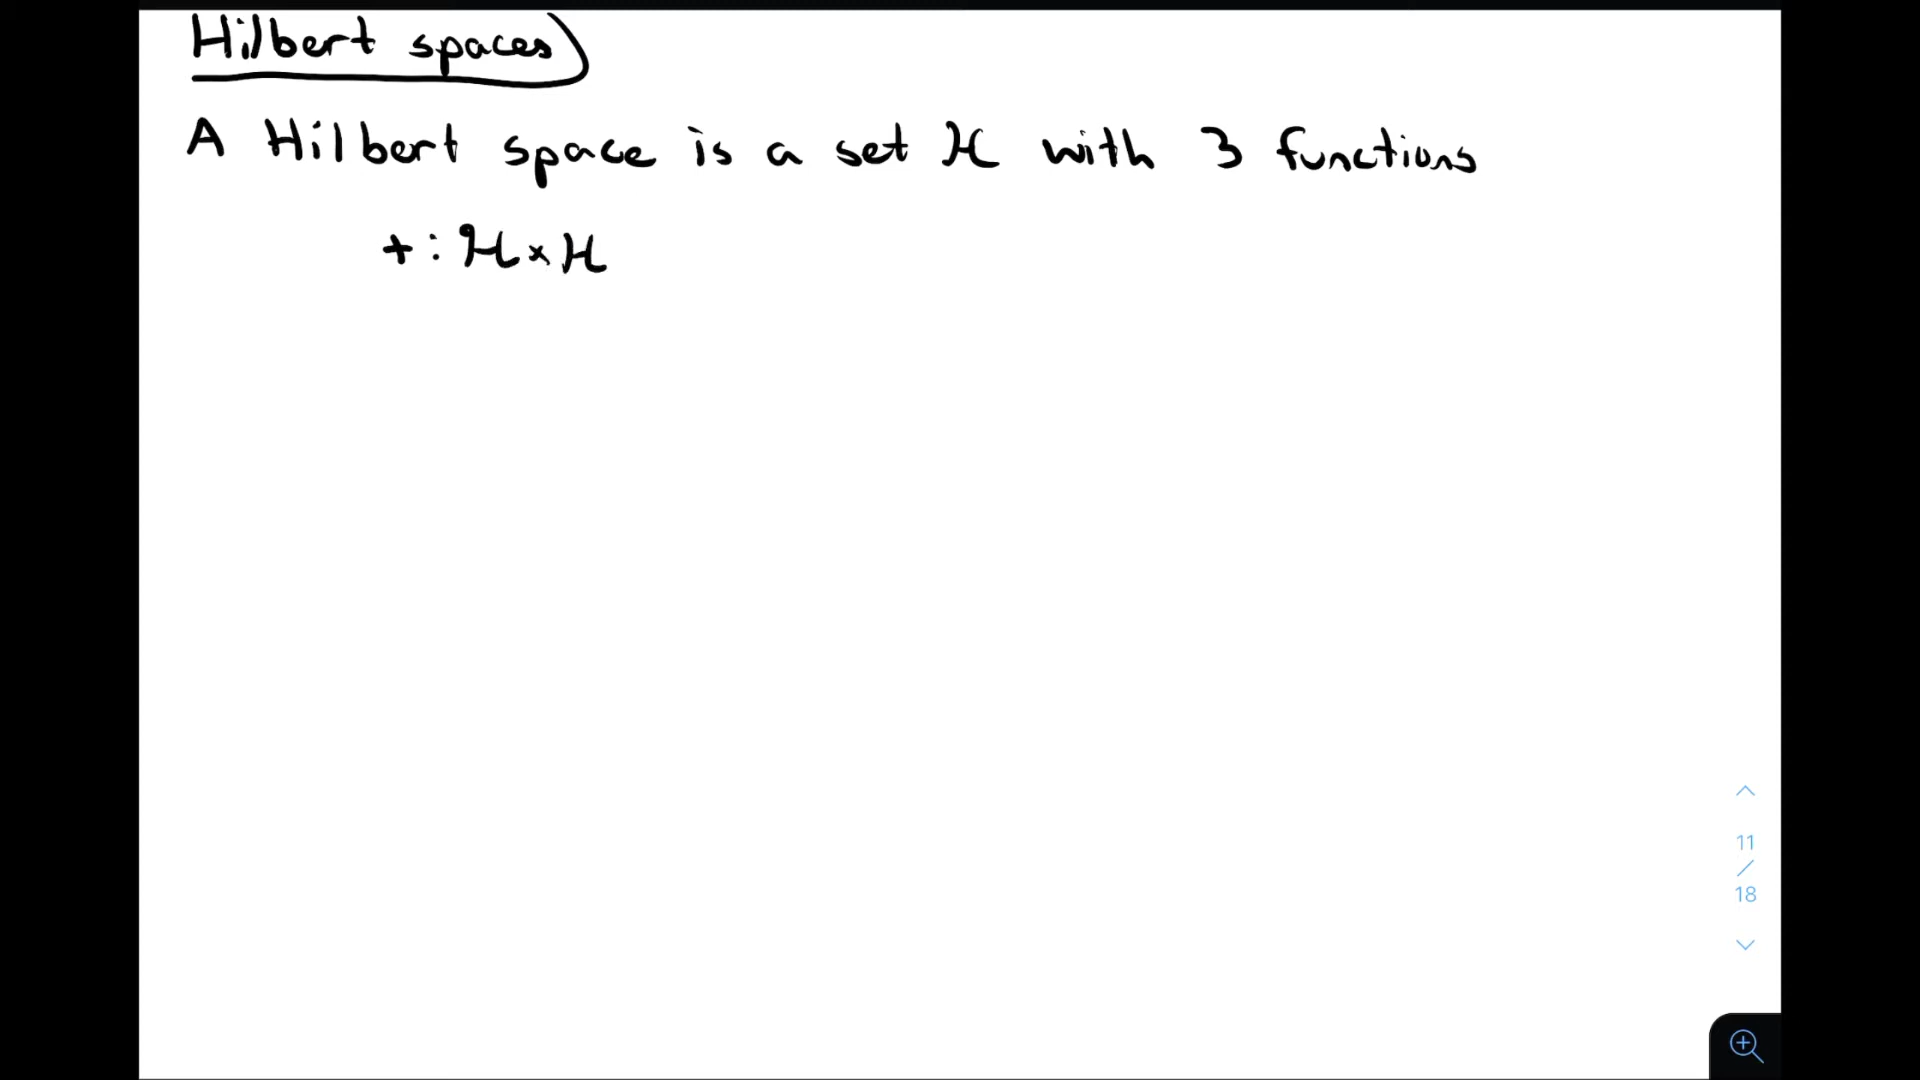 Hilbert spaces
A Hilbert space is a set ℋ with 3 functions
+: ℋ × ℋ
11
/
18